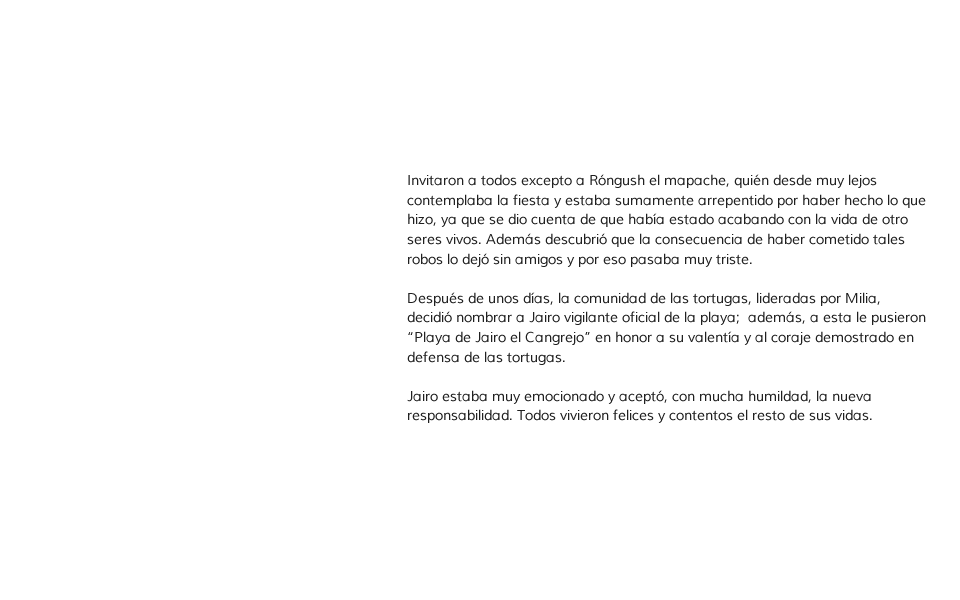 Invitaron a todos excepto a Róngush el mapache, quién desde muy lejos
contemplaba la fiesta y estaba sumamente arrepentido por haber hecho lo que
hizo, ya que se dio cuenta de que había estado acabando con la vida de otro
seres vivos. Además descubrió que la consecuencia de haber cometido tales
robos lo dejó sin amigos y por eso pasaba muy triste.

Después de unos días, la comunidad de las tortugas, lideradas por Milia,
decidió nombrar a Jairo vigilante oficial de la playa;  además, a esta le pusieron
“Playa de Jairo el Cangrejo” en honor a su valentía y al coraje demostrado en
defensa de las tortugas.

Jairo estaba muy emocionado y aceptó, con mucha humildad, la nueva
responsabilidad. Todos vivieron felices y contentos el resto de sus vidas.